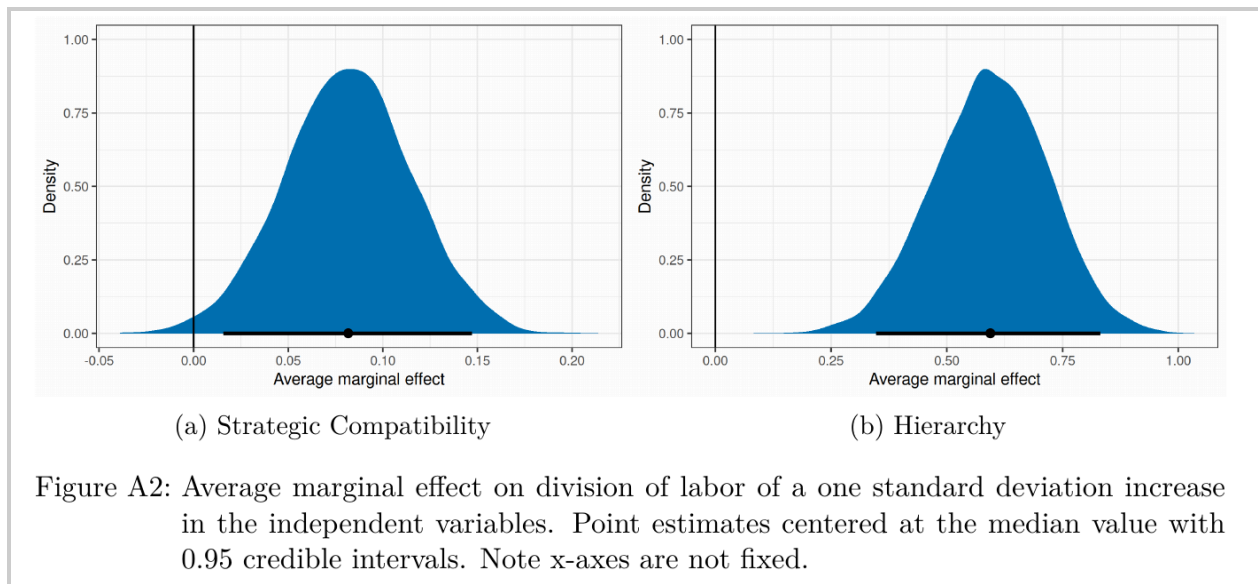 1.00
0.75
0.50
0.25
0.00
Density
-0.05 0.00 0.05 0.10 0.15 0.20
Average marginal effect
(a) Strategic Compatibility
1.00
0.75
0.50
0.25
0.00
Density
0.00 0.25 0.50 0.75 1.00
Average marginal effect
(b) Hierarchy
Figure A2: Average marginal effect on division of labor of a one standard deviation increase
in the independent variables. Point estimates centered at the median value with
0.95 credible intervals. Note x-axes are not fixed.